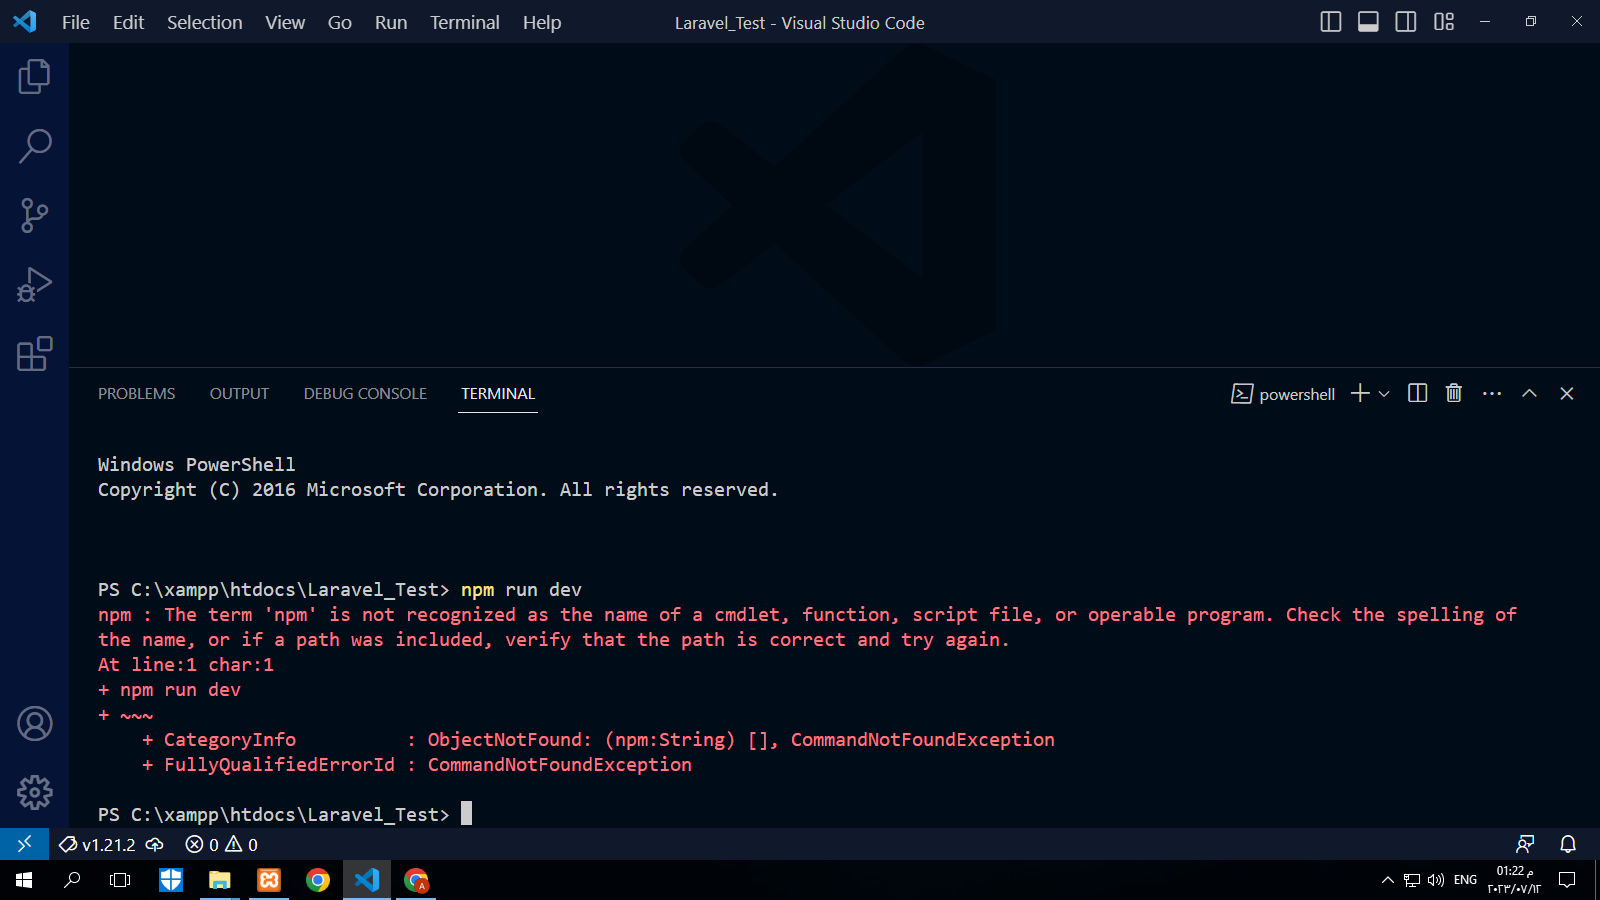 File Edit Selection View Go Run Terminal Help
Laravel_Test - Visual Studio Code
PROBLEMS OUTPUT DEBUG CONSOLE TERMINAL
powershell
Windows PowerShell
Copyright (C) 2016 Microsoft Corporation. All rights reserved.
PS C:\xampp\htdocs\Laravel_Test> npm run dev
npm : The term 'npm' is not recognized as the name of a cmdlet, function, script file, or operable program. Check the spelling of
the name, or if a path was included, verify that the path is correct and try again.
At line:1 char:1
+ npm run dev
+ ~~~
    + CategoryInfo          : ObjectNotFound: (npm:String) [], CommandNotFoundException
    + FullyQualifiedErrorId : CommandNotFoundException
PS C:\xampp\htdocs\Laravel_Test>
v1.21.2 0 0
A
ENG
01:22 م
٢٠٢٣/٠٧/١٢